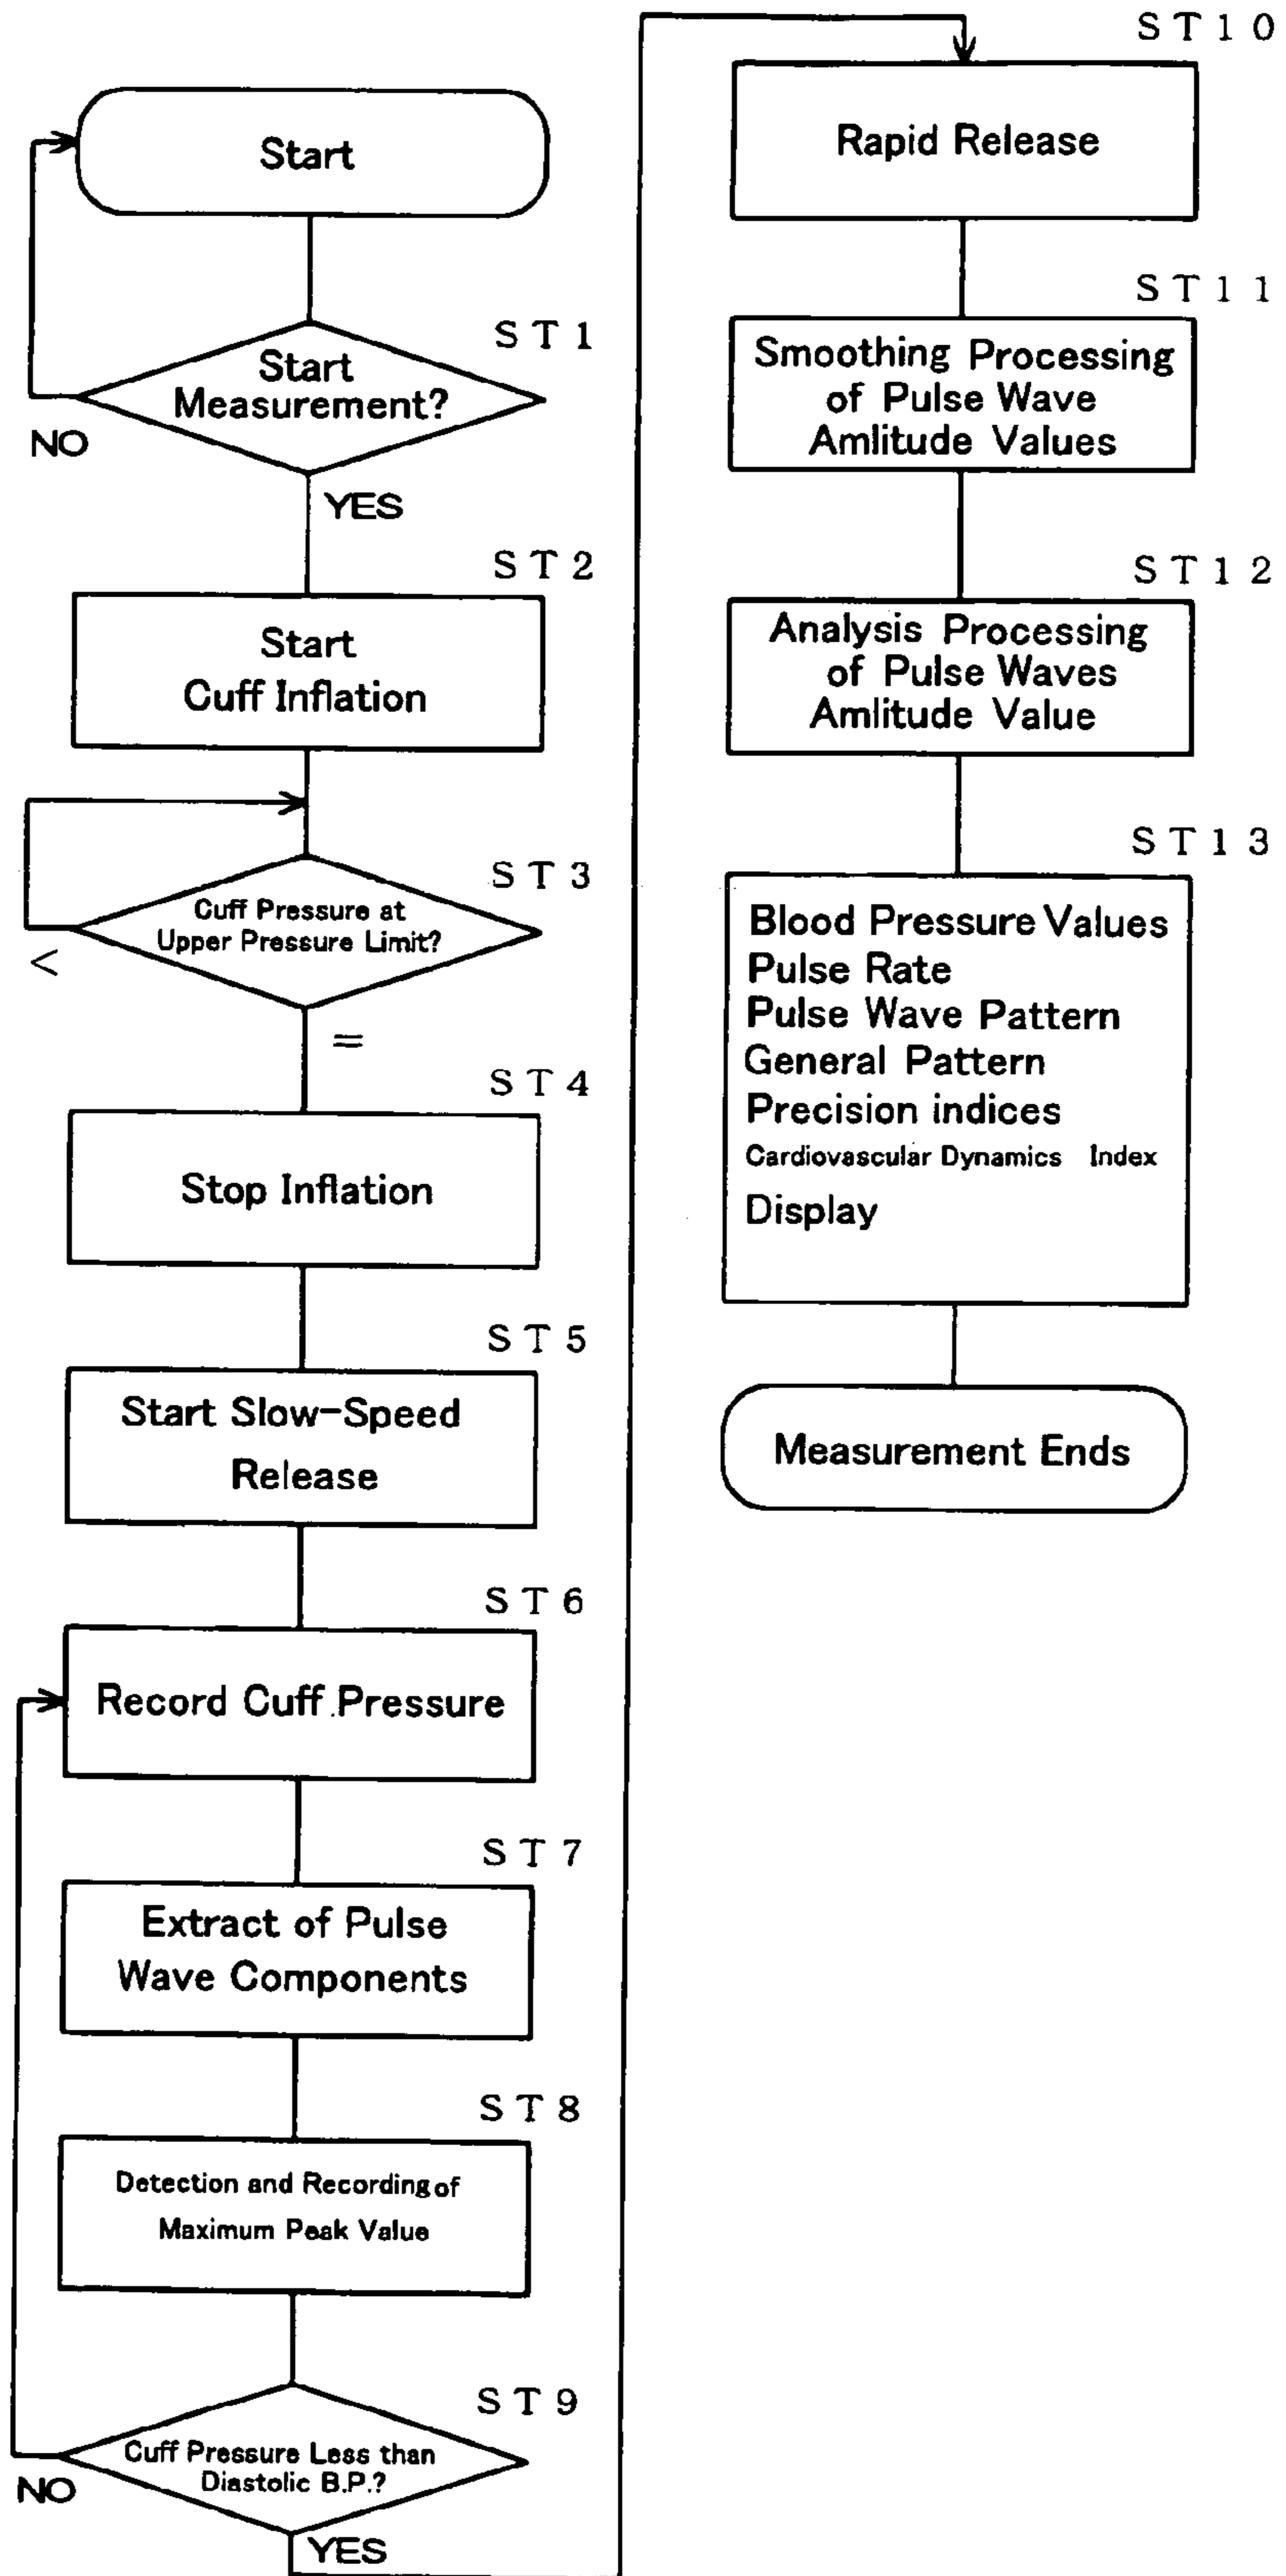 Start
ST1
Start
Measurement?
NO
YES
ST2
Start
Cuff Inflation
ST3
Cuff Pressure at
Upper Pressure Limit?
<
=
ST4
Stop Inflation
ST5
Start Slow-Speed
Release
ST6
Record Cuff Pressure
ST7
Extract of Pulse
Wave Components
ST8
Detection and Recording of
Maximum Peak Value
ST9
Cuff Pressure Less than
Diastolic B.P.?
NO
YES
ST10
Rapid Release
ST11
Smoothing Processing
of Pulse Wave
Amlitude Values
ST12
Analysis Processing
of Pulse Waves
Amlitude Value
ST13
Blood Pressure Values
Pulse Rate
Pulse Wave Pattern
General Pattern
Precision indices
Cardiovascular Dynamics Index
Display
Measurement Ends